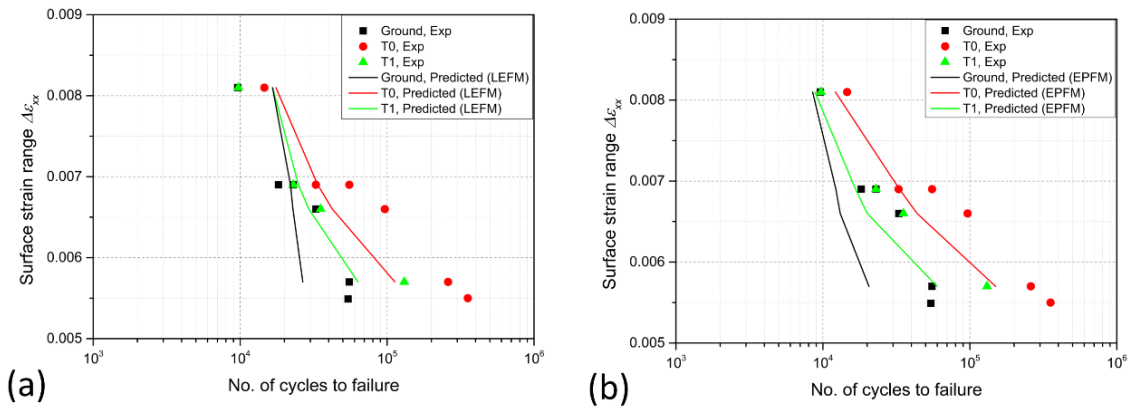 0.009
0.008
0.007
0.006
0.005
Surface strain range Δε_xx
10^3
10^4
10^5
10^6
No. of cycles to failure
Ground, Exp
T0, Exp
T1, Exp
Ground, Predicted (LEFM)
T0, Predicted (LEFM)
T1, Predicted (LEFM)
(a)
0.009
0.008
0.007
0.006
0.005
Surface strain range Δε_xx
10^3
10^4
10^5
10^6
No. of cycles to failure
Ground, Exp
T0, Exp
T1, Exp
Ground, Predicted (EPFM)
T0, Predicted (EPFM)
T1, Predicted (EPFM)
(b)